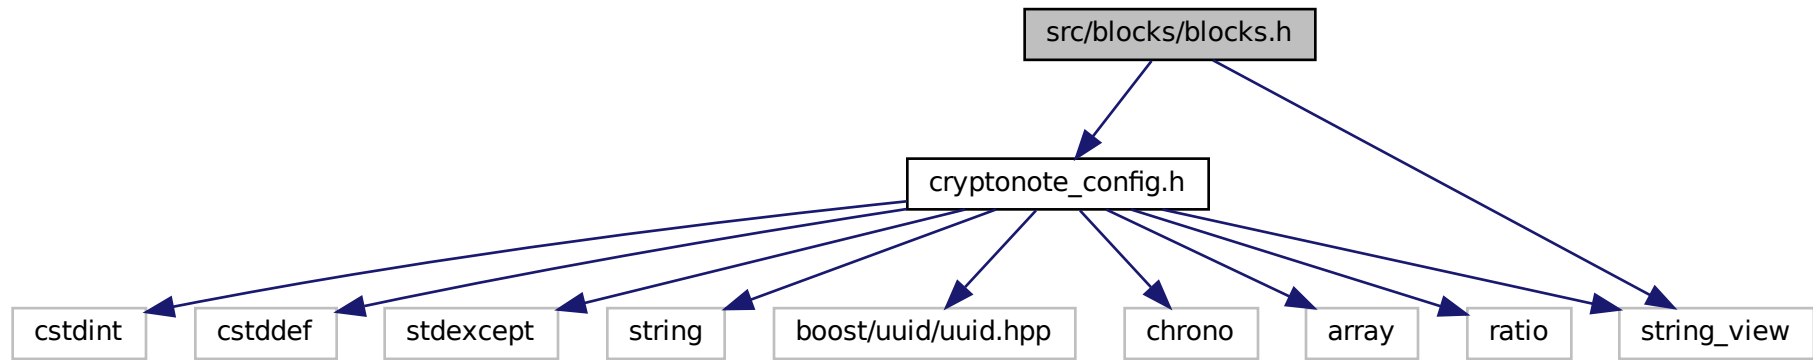 src/blocks/blocks.h
cryptonote_config.h
cstdint
cstddef
stdexcept
string
boost/uuid/uuid.hpp
chrono
array
ratio
string_view